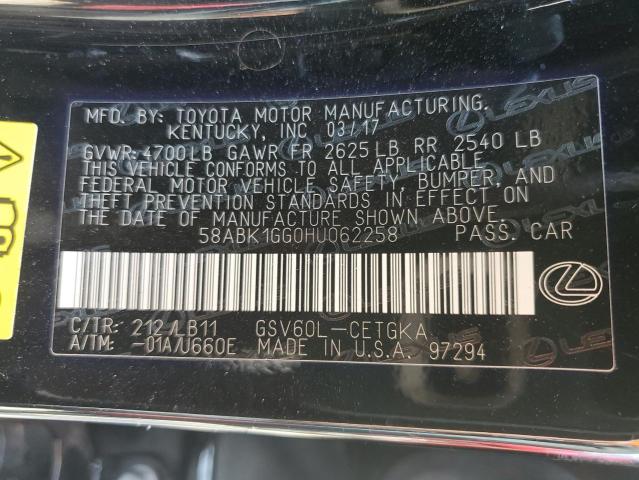 MFD. BY: TOYOTA MOTOR MANUFACTURING.
KENTUCKY, INC 03/17
GVWR: 4700LB GAWR FR 2625LB RR 2540 LB
THIS VEHICLE CONFORMS TO ALL APPLICABLE
FEDERAL MOTOR VEHICLE SAFETY, BUMPER, AND
THEFT PREVENTION STANDARDS IN EFFECT ON
THE DATE OF MANUFACTURE SHOWN ABOVE.
58ABK1GG0HU062258 PASS. CAR
C/TR: 212/LB11 GSV60L-CETGKA
A/TM: -01A/U660E MADE IN U.S.A. 97294
LEXUS
LEXUS